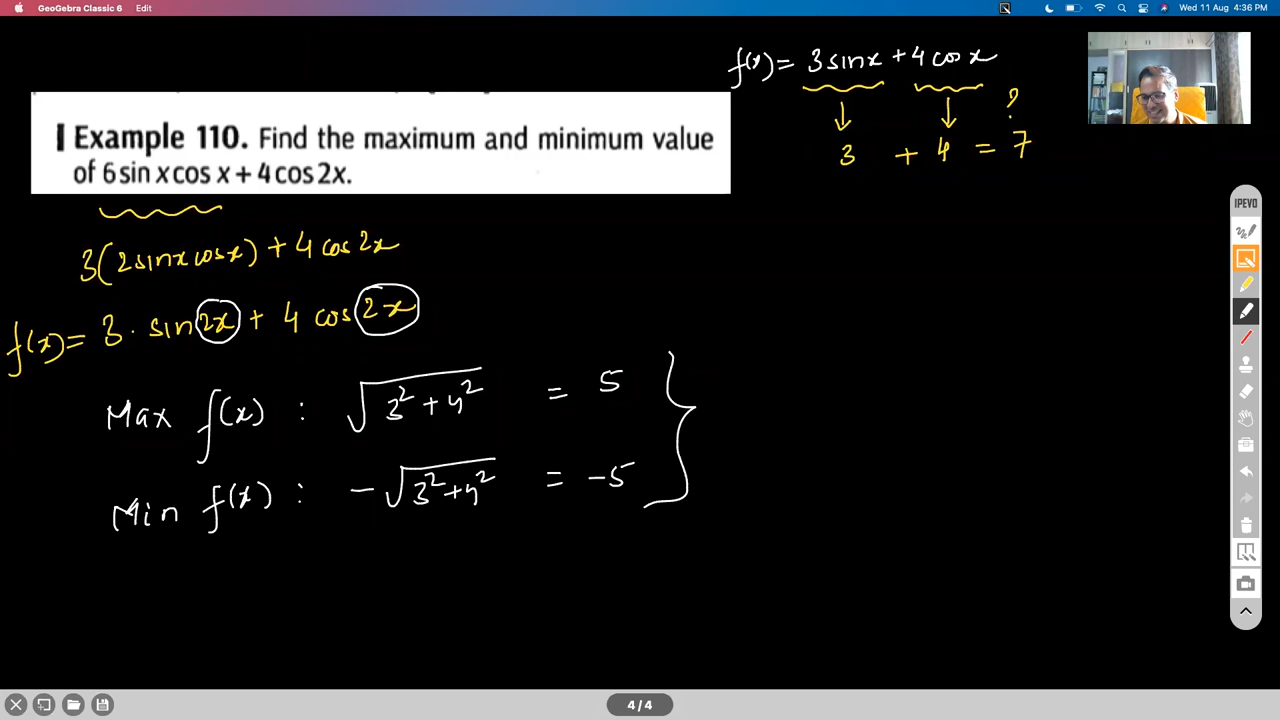 GeoGebra Classic 6 Edit Wed 11 Aug 4:36 PM
f(x) = 3 sin x + 4 cos x
3 + 4 = 7 ?
Example 110. Find the maximum and minimum value
of 6 sin x cos x + 4 cos 2x.
3(2 sin x cos x) + 4 cos 2x
f(x) = 3 · sin 2x + 4 cos 2x
Max f(x) : √3² + 4² = 5
Min f(x) : -√3² + 4² = -5
IPEVO
4 / 4